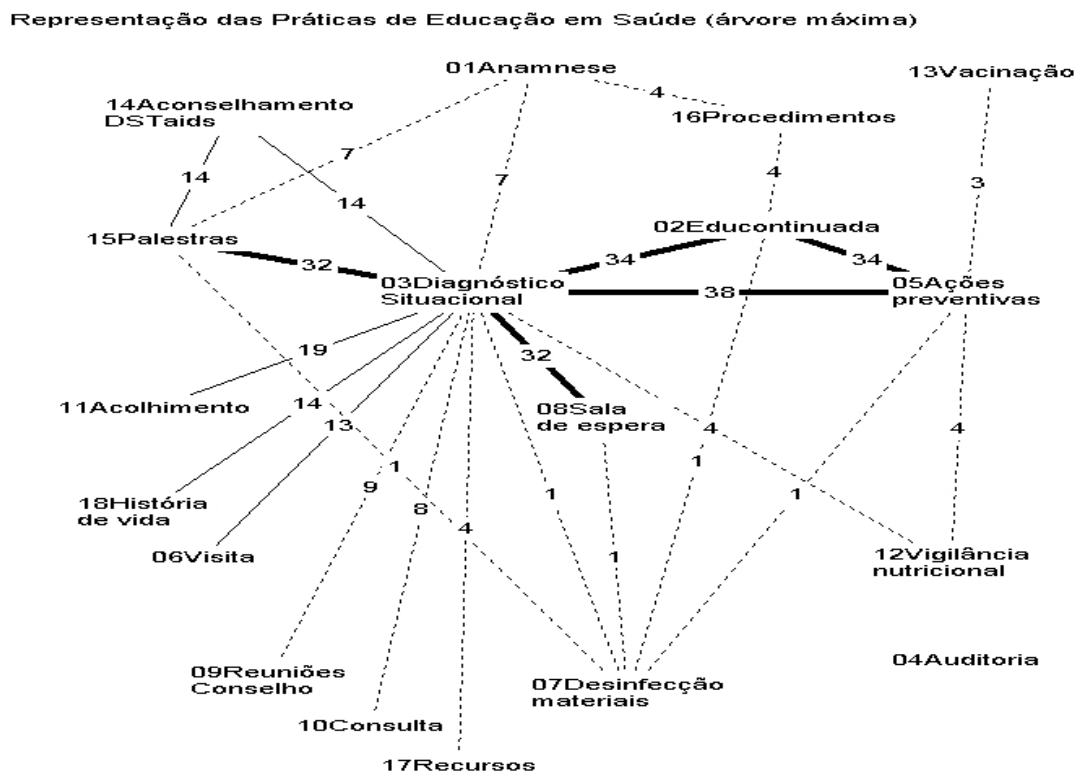 Representação das Práticas de Educação em Saúde (árvore máxima)
01Anamnese
13Vacinação
4
14Aconselhamento
DSTaids
16Procedimentos
7
14
14
7
4
3
15Palestras
02Educontinuada
32
34
34
03Diagnóstico
Situacional
38
05Ações
preventivas
19
32
11Acolhimento
14
13
08Sala
de espera
4
4
9
1
8
4
1
1
1
1
18História
de vida
06Visita
12Vigilância
nutricional
09Reuniões
Conselho
07Desinfecção
materiais
04Auditoria
10Consulta
17Recursos